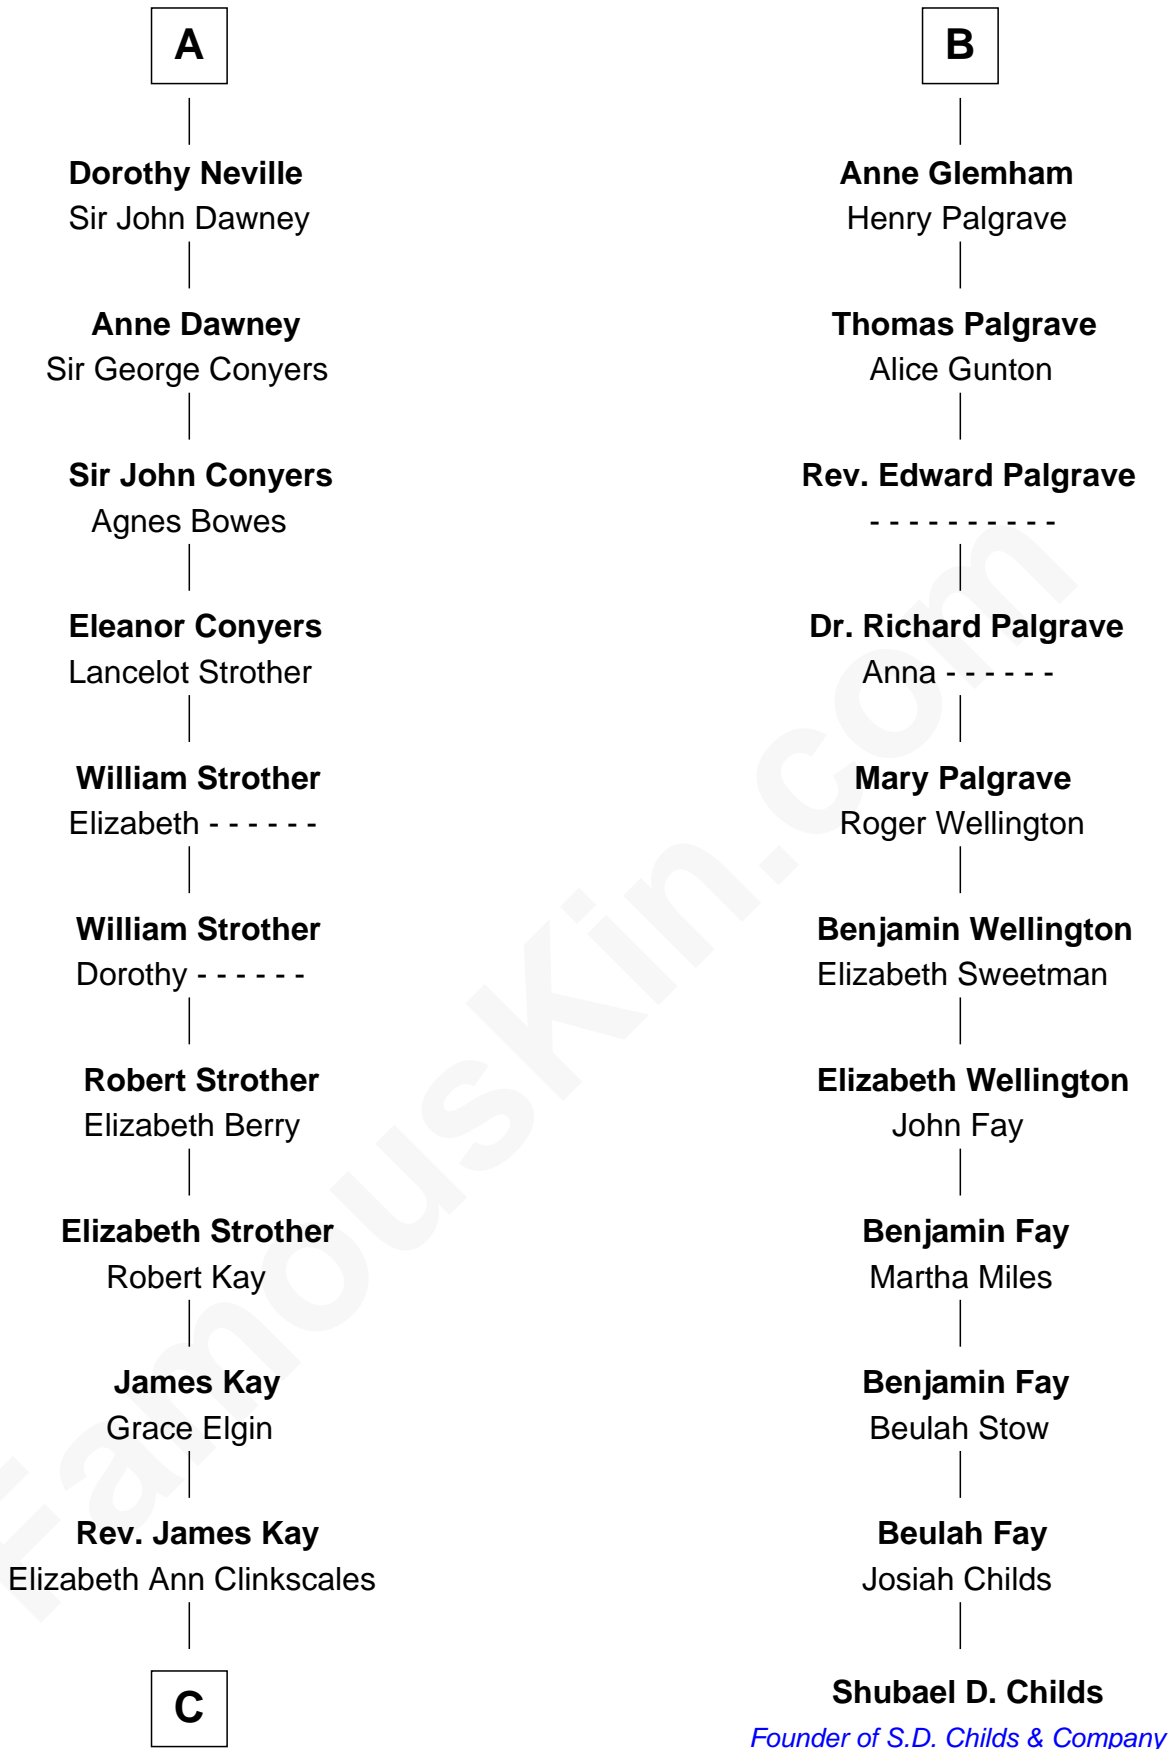 A
Dorothy Neville
Sir John Dawney
Anne Dawney
Sir George Conyers
Sir John Conyers
Agnes Bowes
Eleanor Conyers
Lancelot Strother
William Strother
Elizabeth - - - - - -
William Strother
Dorothy - - - - - -
Robert Strother
Elizabeth Berry
Elizabeth Strother
Robert Kay
James Kay
Grace Elgin
Rev. James Kay
Elizabeth Ann Clinkscales
C
B
Anne Glemham
Henry Palgrave
Thomas Palgrave
Alice Gunton
Rev. Edward Palgrave
- - - - - - - - - -
Dr. Richard Palgrave
Anna - - - - - -
Mary Palgrave
Roger Wellington
Benjamin Wellington
Elizabeth Sweetman
Elizabeth Wellington
John Fay
Benjamin Fay
Martha Miles
Benjamin Fay
Beulah Stow
Beulah Fay
Josiah Childs
Shubael D. Childs
Founder of S.D. Childs & Company
FamousKin.com